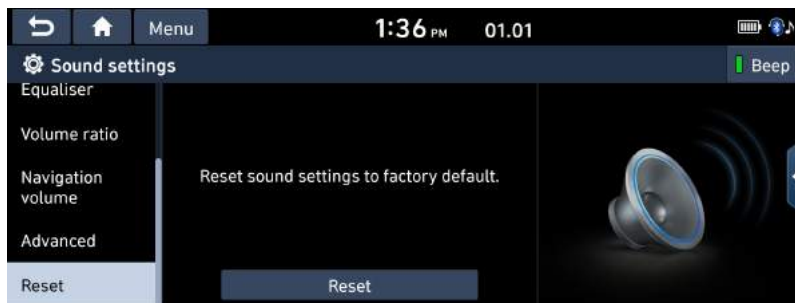 Menu
1:36 PM 01.01
Sound settings
Beep
Equaliser
Volume ratio
Navigation
volume
Advanced
Reset
Reset sound settings to factory default.
Reset